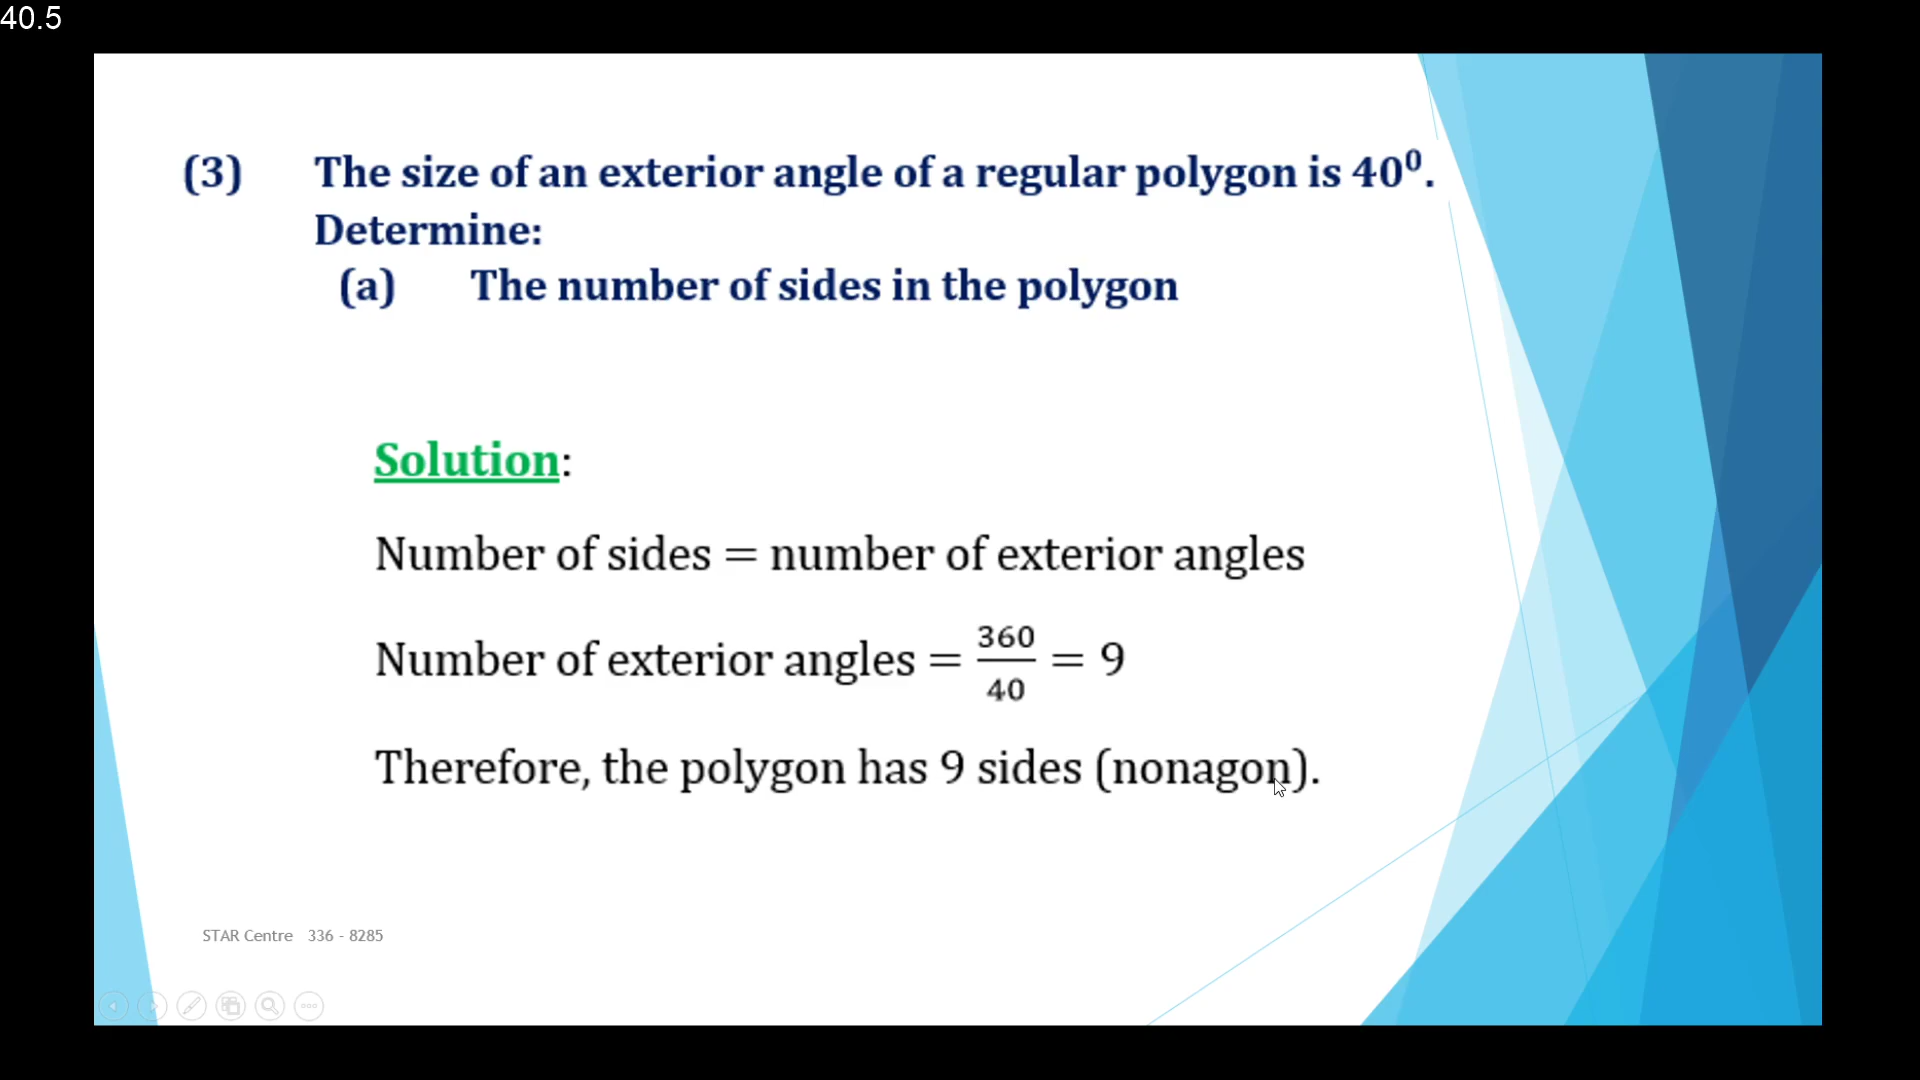 40.5
(3) The size of an exterior angle of a regular polygon is 40⁰.
Determine:
(a) The number of sides in the polygon
Solution:
Number of sides = number of exterior angles
Number of exterior angles = 360/40 = 9
Therefore, the polygon has 9 sides (nonagon).
STAR Centre 336 - 8285